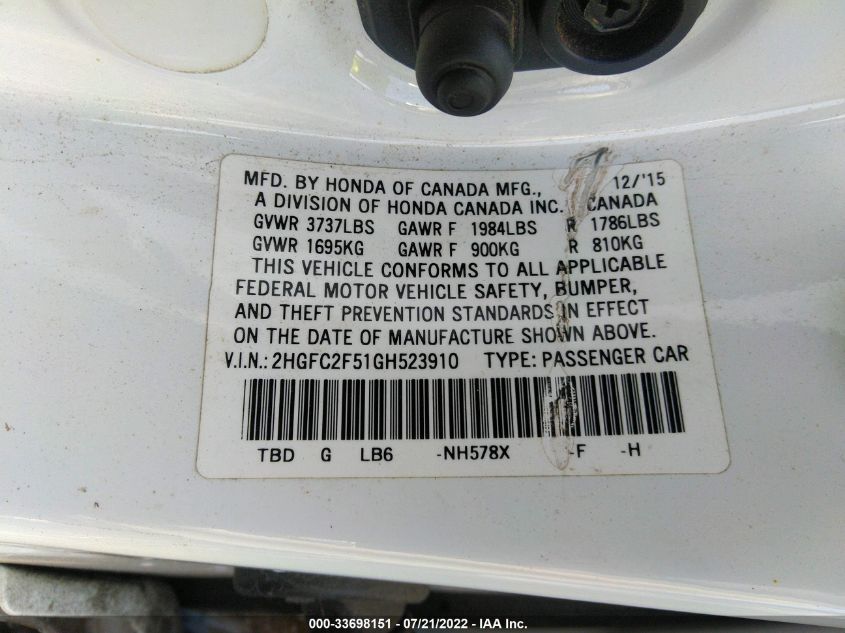 MFD. BY HONDA OF CANADA MFG., 12/'15
A DIVISION OF HONDA CANADA INC. CANADA
GVWR 3737LBS GAWR F 1984LBS R 1786LBS
GVWR 1695KG GAWR F 900KG R 810KG
THIS VEHICLE CONFORMS TO ALL APPLICABLE
FEDERAL MOTOR VEHICLE SAFETY, BUMPER,
AND THEFT PREVENTION STANDARDS IN EFFECT
ON THE DATE OF MANUFACTURE SHOWN ABOVE.
V.I.N.: 2HGFC2F51GH523910 TYPE: PASSENGER CAR
TBD G LB6 -NH578X -F -H
000-33698151 / 07/21/2022 - IAA Inc.